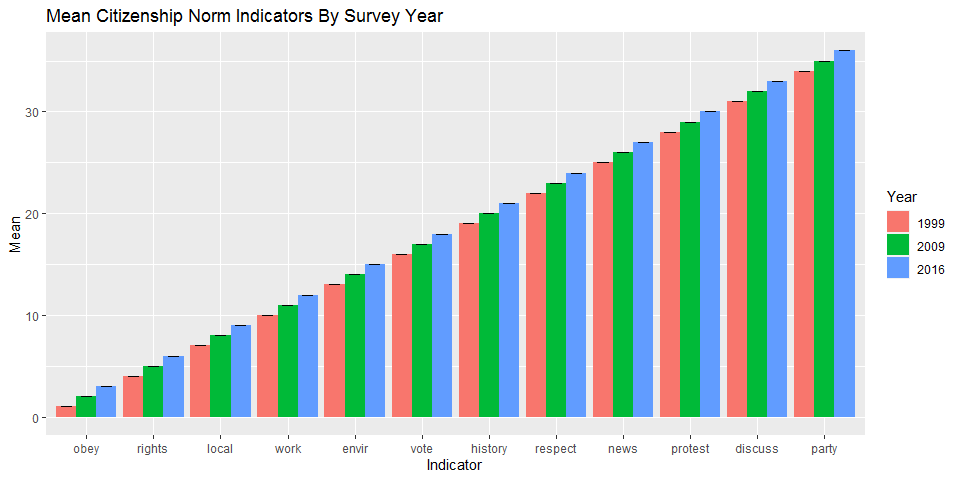 Mean Citizenship Norm Indicators By Survey Year
Mean
30
20
10
0
obey rights local work envir vote history respect news protest discuss party
Indicator
Year
1999
2009
2016